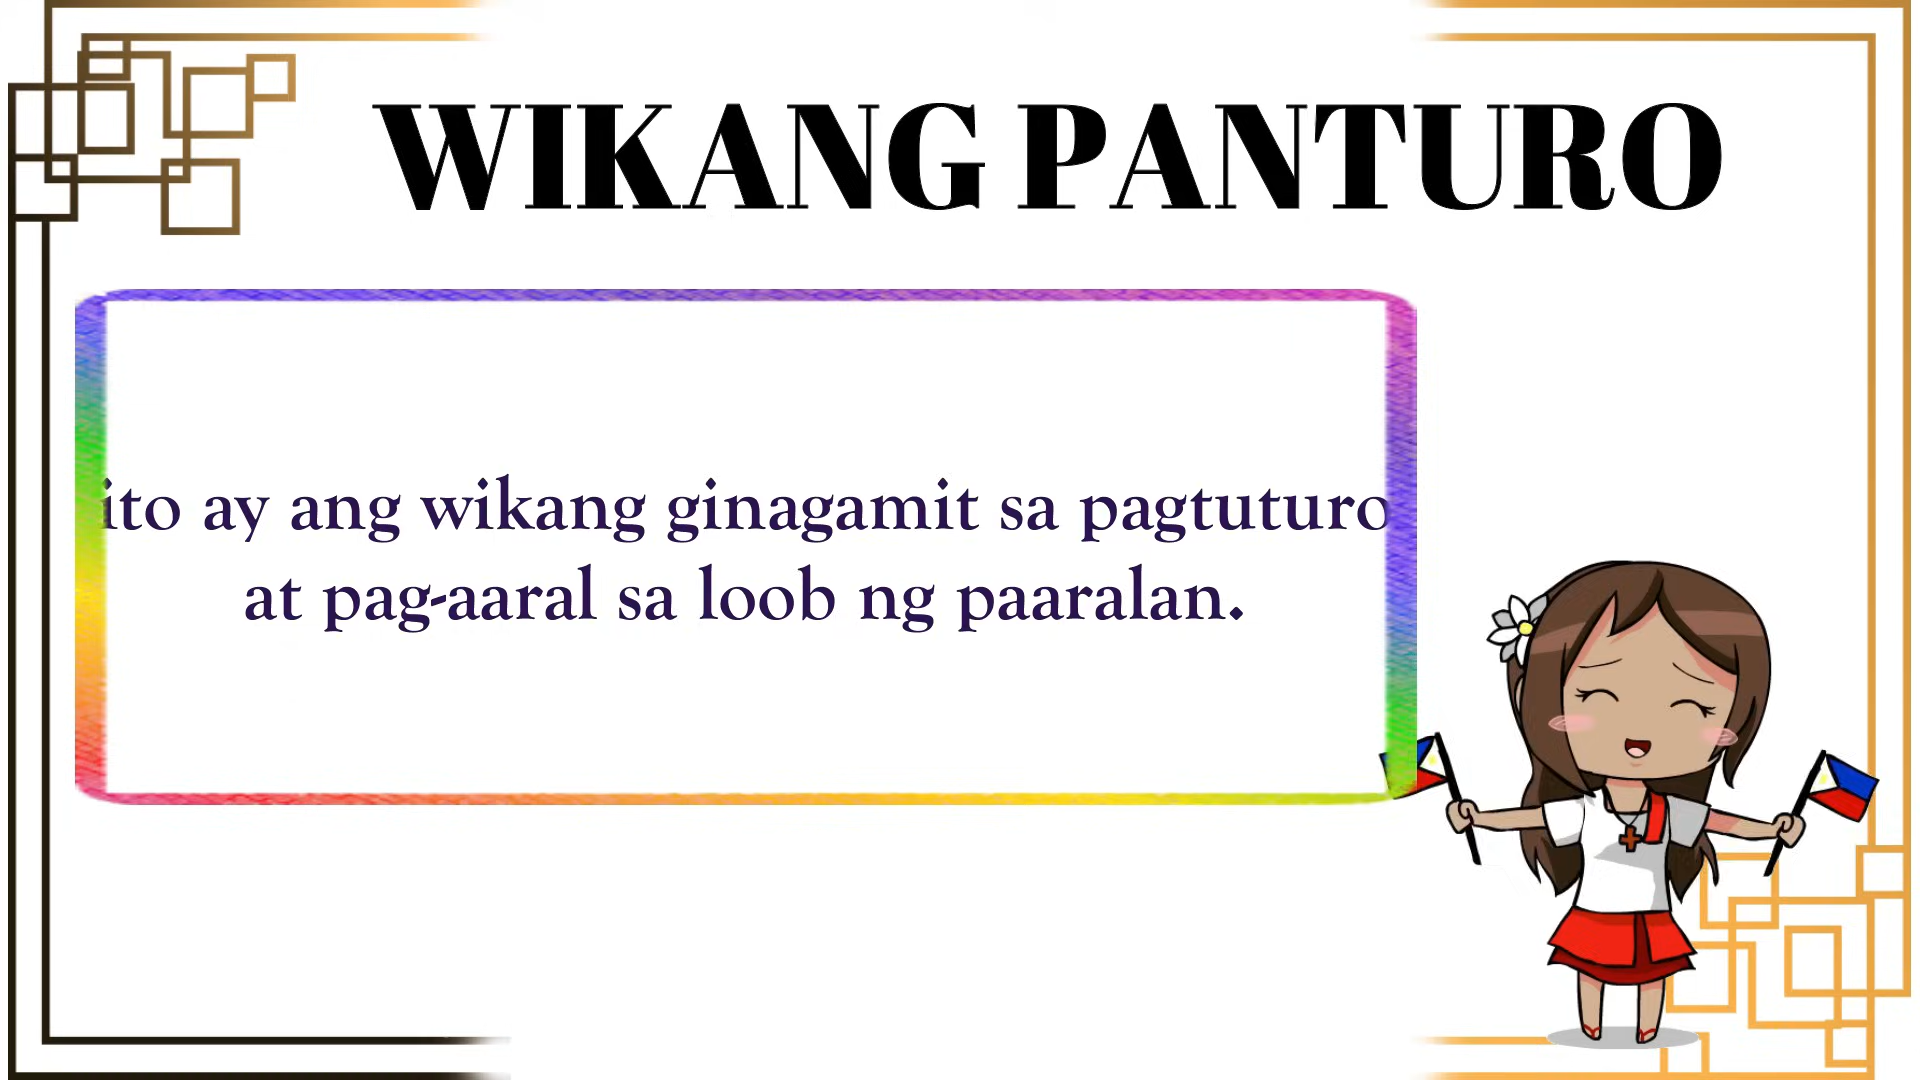 WIKANG PANTURO
ito ay ang wikang ginagamit sa pagtuturo
at pag-aaral sa loob ng paaralan.